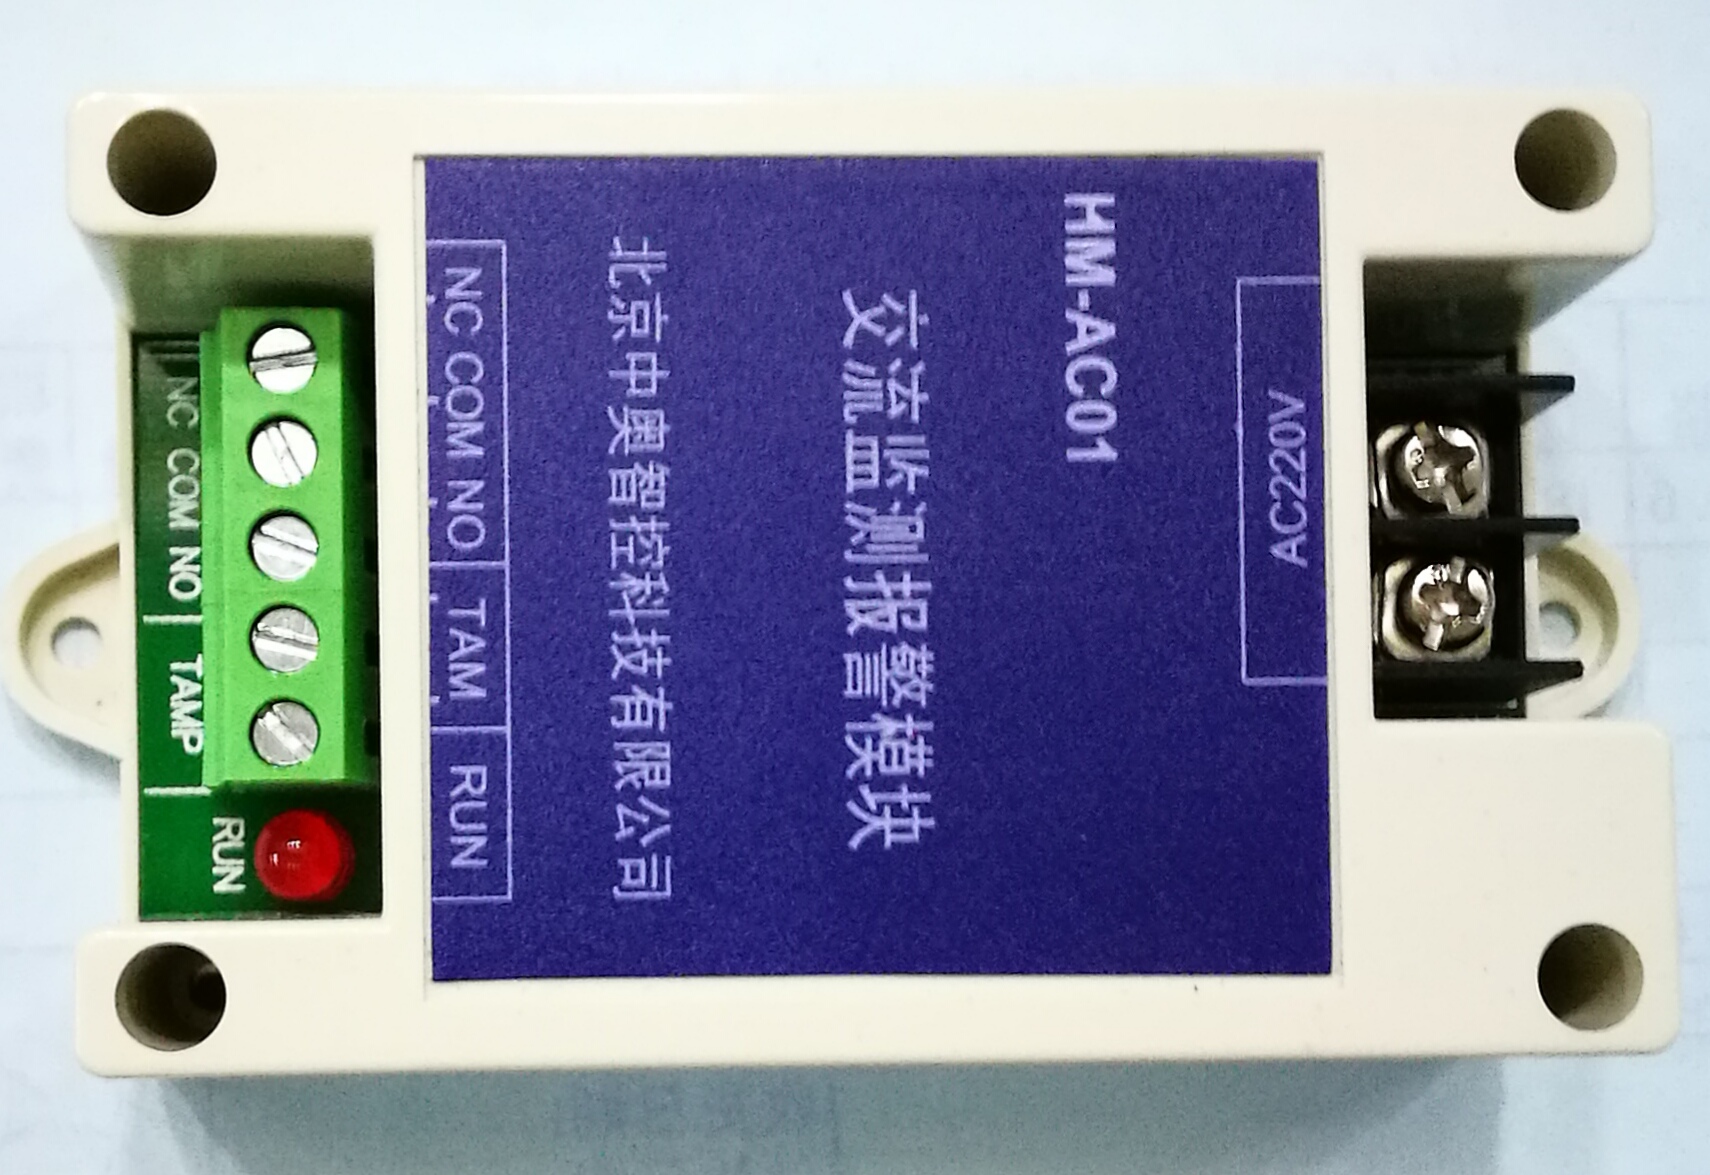 AC220V
HM-AC01
交流监测报警模块
北京中奥智控科技有限公司
NC COM NO TAM RUN
NC COM NO TAMP
RUN